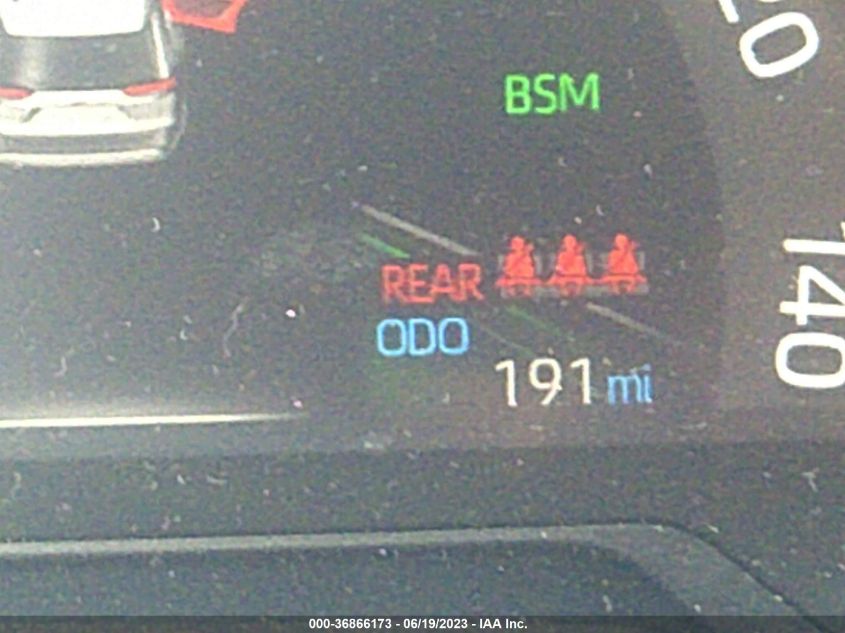 BSM
REAR
ODO
191 mi
140
000-36866173 - 06/19/2023 - IAA Inc.